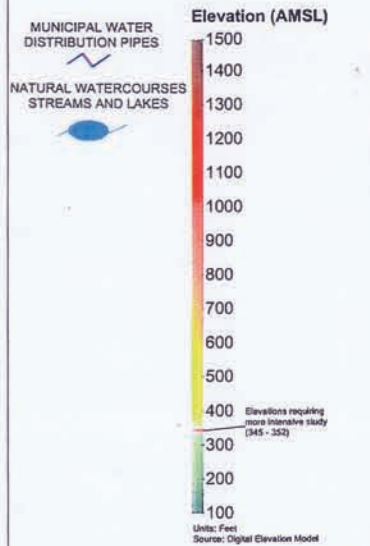 MUNICIPAL WATER
DISTRIBUTION PIPES
NATURAL WATERCOURSES
STREAMS AND LAKES
Elevation (AMSL)
1500
1400
1300
1200
1100
1000
900
800
700
600
500
400
Elevations requiring
more intensive study
(345 - 352)
300
200
100
Units: Feet
Source: Digital Elevation Model